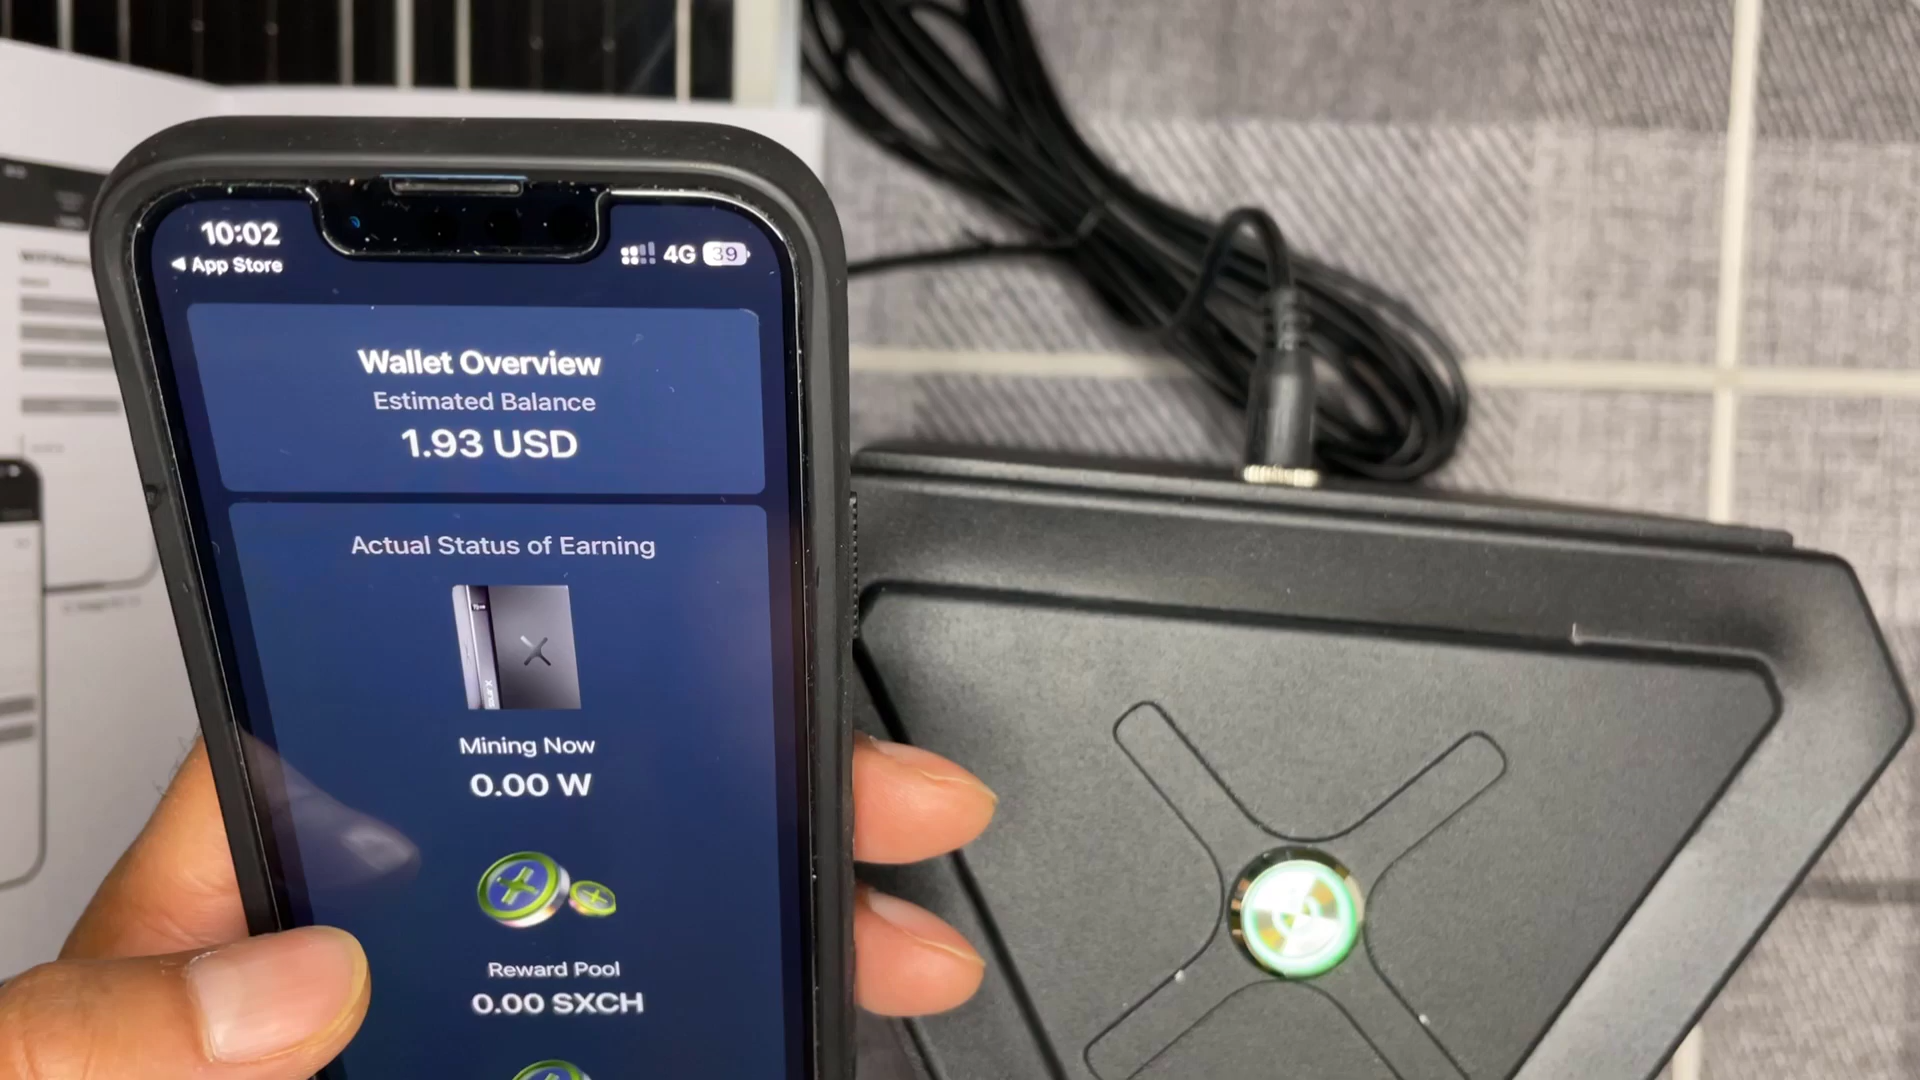 10:02
◀ App Store
4G
39
Wallet Overview
Estimated Balance
1.93 USD
Actual Status of Earning
Mining Now
0.00 W
Reward Pool
0.00 SXCH